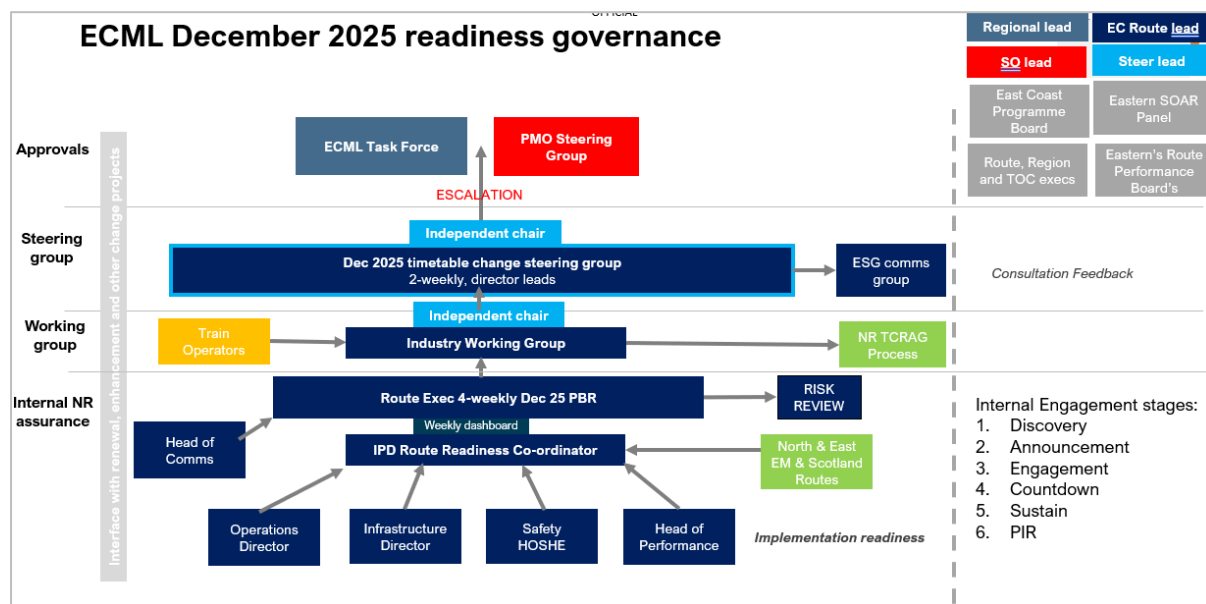 OFFICIAL
ECML December 2025 readiness governance
Regional lead
EC Route lead
SO lead
Steer lead
East Coast
Programme
Board
Eastern SOAR
Panel
Route, Region
and TOC execs
Eastern's Route
Performance
Board's
Interface with renewal, enhancement and other change projects
Approvals
ECML Task Force
PMO Steering
Group
ESCALATION
Steering
group
Independent chair
Dec 2025 timetable change steering group
2-weekly, director leads
ESG comms
group
Consultation Feedback
Working
group
Independent chair
Train
Operators
Industry Working Group
NR TCRAG
Process
Internal NR
assurance
Route Exec 4-weekly Dec 25 PBR
RISK
REVIEW
Weekly dashboard
Head of
Comms
IPD Route Readiness Co-ordinator
North & East
EM & Scotland
Routes
Operations
Director
Infrastructure
Director
Safety
HOSHE
Head of
Performance
Implementation readiness
Internal Engagement stages:
1. Discovery
2. Announcement
3. Engagement
4. Countdown
5. Sustain
6. PIR